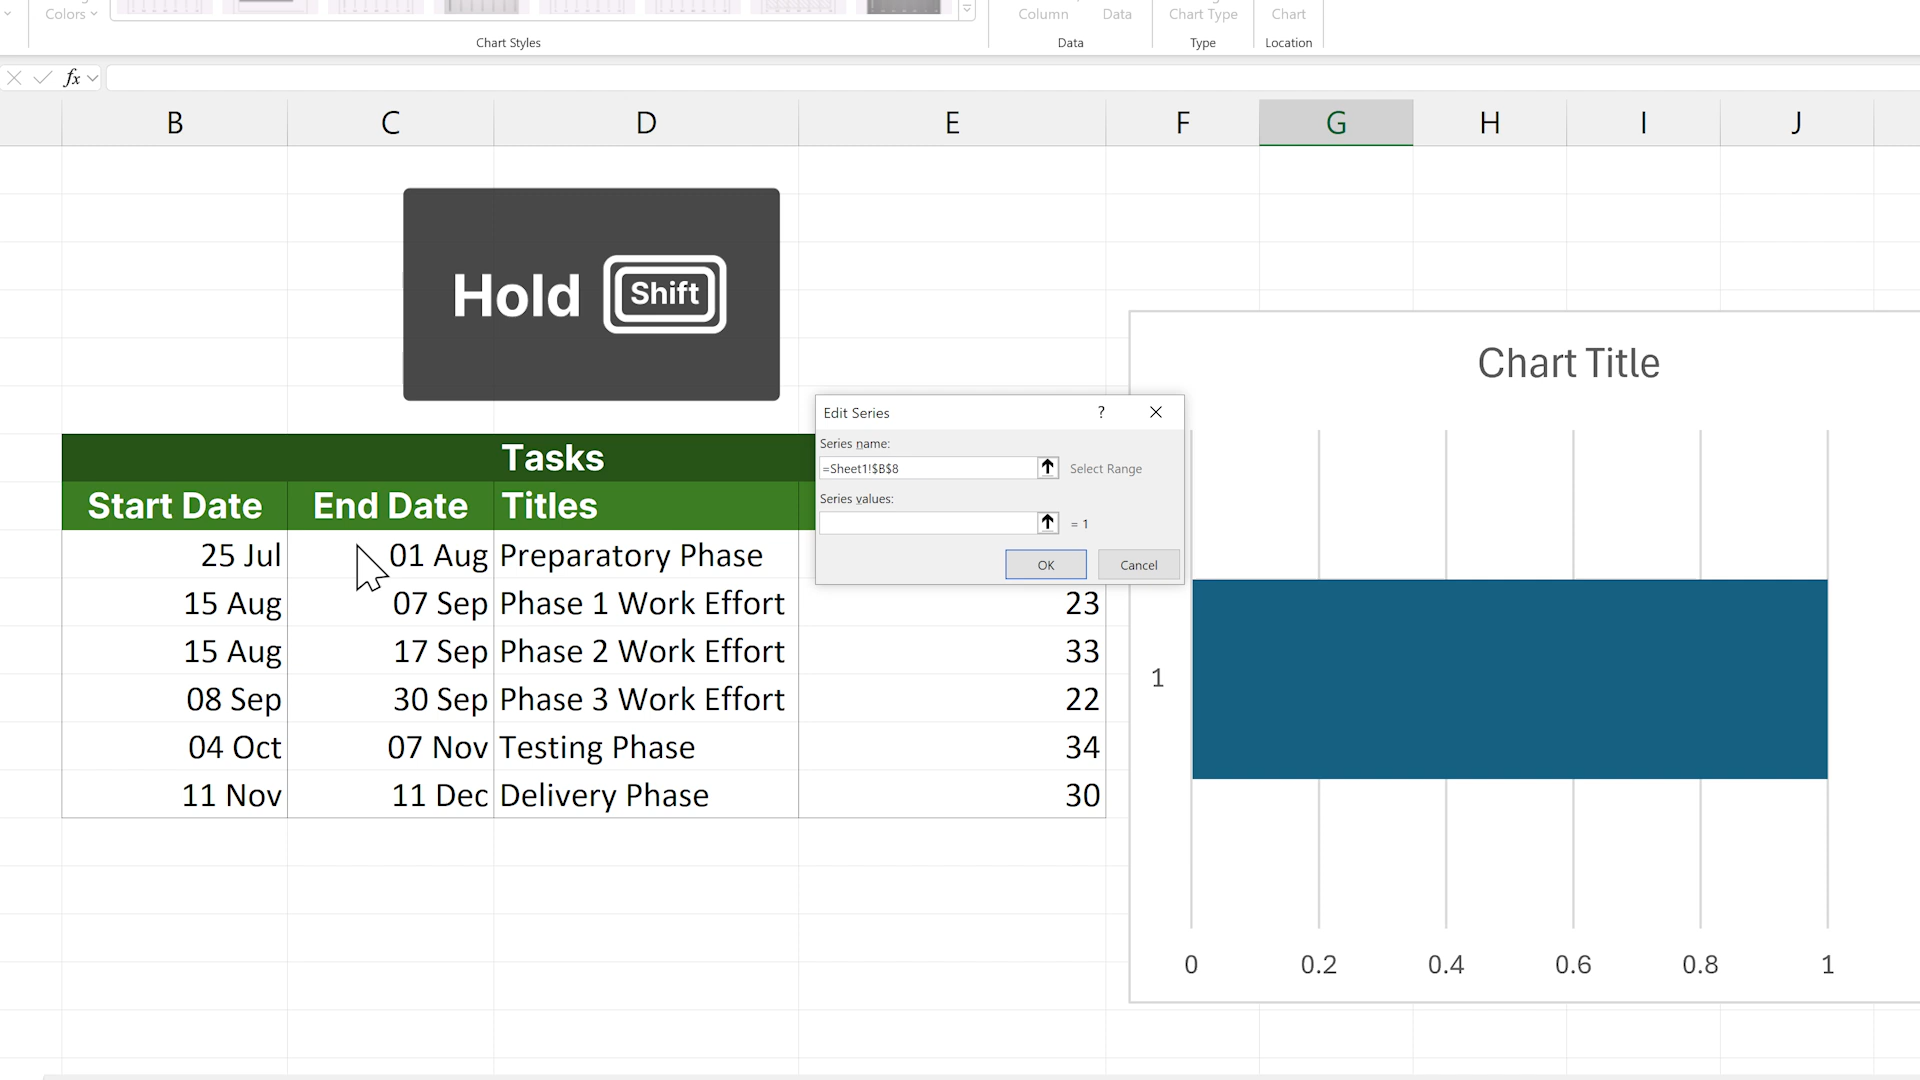 Colors
Column Data Chart Type Chart
Chart Styles Data Type Location
fx
B C D E F G H I J
Hold Shift
Chart Title
Edit Series ?
Series name:
=Sheet1!$B$8 Select Range
Series values:
= 1
OK Cancel
Tasks
Start Date End Date Titles
25 Jul 01 Aug Preparatory Phase
15 Aug 07 Sep Phase 1 Work Effort 23
15 Aug 17 Sep Phase 2 Work Effort 33
08 Sep 30 Sep Phase 3 Work Effort 22
04 Oct 07 Nov Testing Phase 34
11 Nov 11 Dec Delivery Phase 30
1
0 0.2 0.4 0.6 0.8 1